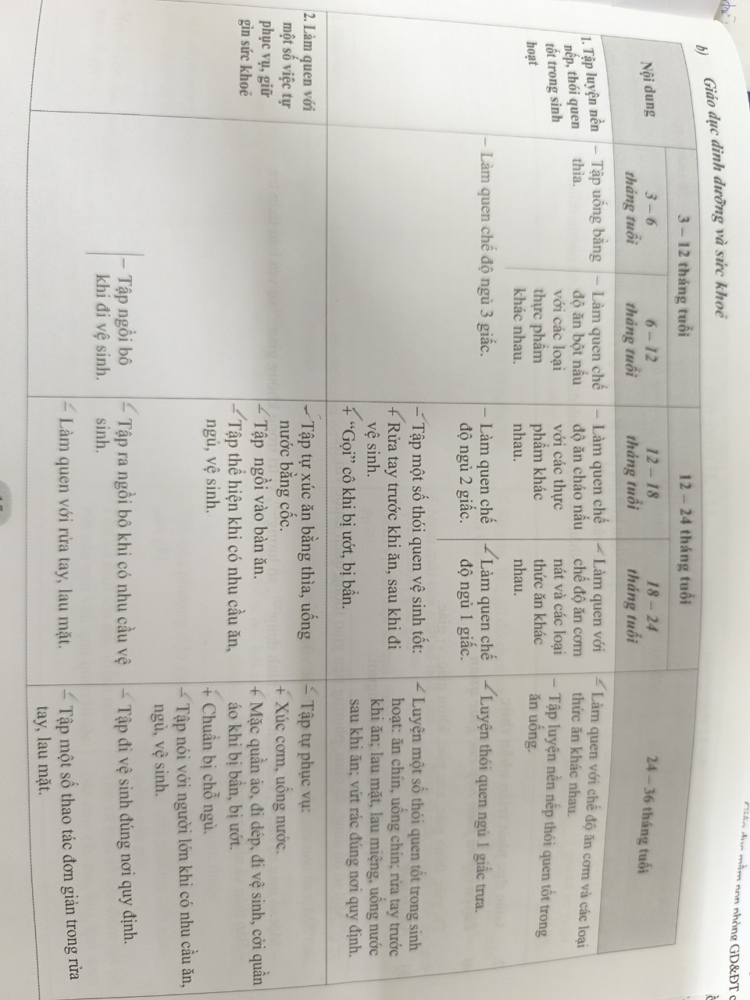 b) Giáo dục dinh dưỡng và sức khoẻ
Nội dung
3 – 12 tháng tuổi
12 – 24 tháng tuổi
24 – 36 tháng tuổi
3 – 6
tháng tuổi
6 – 12
tháng tuổi
12 – 18
tháng tuổi
18 – 24
tháng tuổi
1. Tập luyện nền
nếp, thói quen
tốt trong sinh
hoạt
– Tập uống bằng
thìa.
– Làm quen chế
độ ăn bột nấu
với các loại
thực phẩm
khác nhau.
– Làm quen chế
độ ăn cháo nấu
với các thực
phẩm khác
nhau.
– Làm quen với
chế độ ăn cơm
nát và các loại
thức ăn khác
nhau.
– Làm quen với chế độ ăn cơm và các loại
thức ăn khác nhau.
– Tập luyện nền nếp thói quen tốt trong
ăn uống.
– Làm quen chế độ ngủ 3 giấc.
– Làm quen chế
độ ngủ 2 giấc.
– Làm quen chế
độ ngủ 1 giấc.
– Luyện thói quen ngủ 1 giấc trưa.
– Tập một số thói quen vệ sinh tốt:
+ Rửa tay trước khi ăn, sau khi đi
vệ sinh.
+ “Gọi” cô khi bị ướt, bị bẩn.
– Luyện một số thói quen tốt trong sinh
hoạt: ăn chín, uống chín; rửa tay trước
khi ăn; lau mặt, lau miệng, uống nước
sau khi ăn; vứt rác đúng nơi quy định.
2. Làm quen với
một số việc tự
phục vụ, giữ
gìn sức khoẻ
– Tập tự xúc ăn bằng thìa, uống
nước bằng cốc.
– Tập ngồi vào bàn ăn.
– Tập thể hiện khi có nhu cầu ăn,
ngủ, vệ sinh.
– Tập tự phục vụ:
+ Xúc cơm, uống nước.
+ Mặc quần áo, đi dép, đi vệ sinh, cởi quần
áo khi bị bẩn, bị ướt.
+ Chuẩn bị chỗ ngủ.
– Tập nói với người lớn khi có nhu cầu ăn,
ngủ, vệ sinh.
– Tập ngồi bô
khi đi vệ sinh.
– Tập ra ngồi bô khi có nhu cầu vệ
sinh.
– Tập đi vệ sinh đúng nơi quy định.
– Làm quen với rửa tay, lau mặt.
– Tập một số thao tác đơn giản trong rửa
tay, lau mặt.